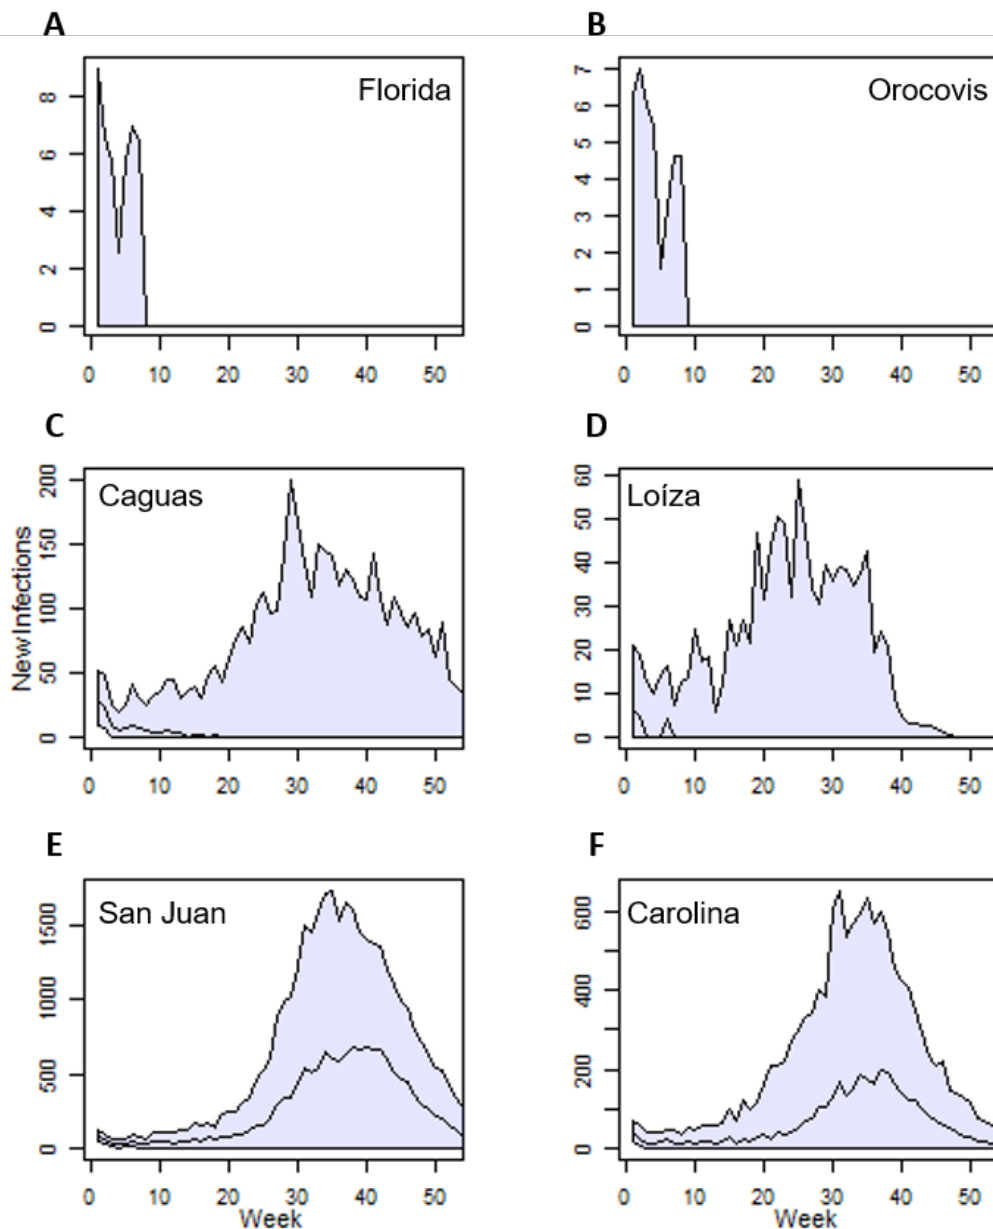 A
B
Florida
Orocovis
8
6
4
2
0
7
6
5
4
3
2
1
0
0 10 20 30 40 50
0 10 20 30 40 50
C
D
Caguas
Loíza
New Infections
200
150
100
50
0
60
50
40
30
20
10
0
0 10 20 30 40 50
0 10 20 30 40 50
E
F
San Juan
Carolina
1500
1000
500
0
600
400
200
0
0 10 20 30 40 50
0 10 20 30 40 50
Week
Week